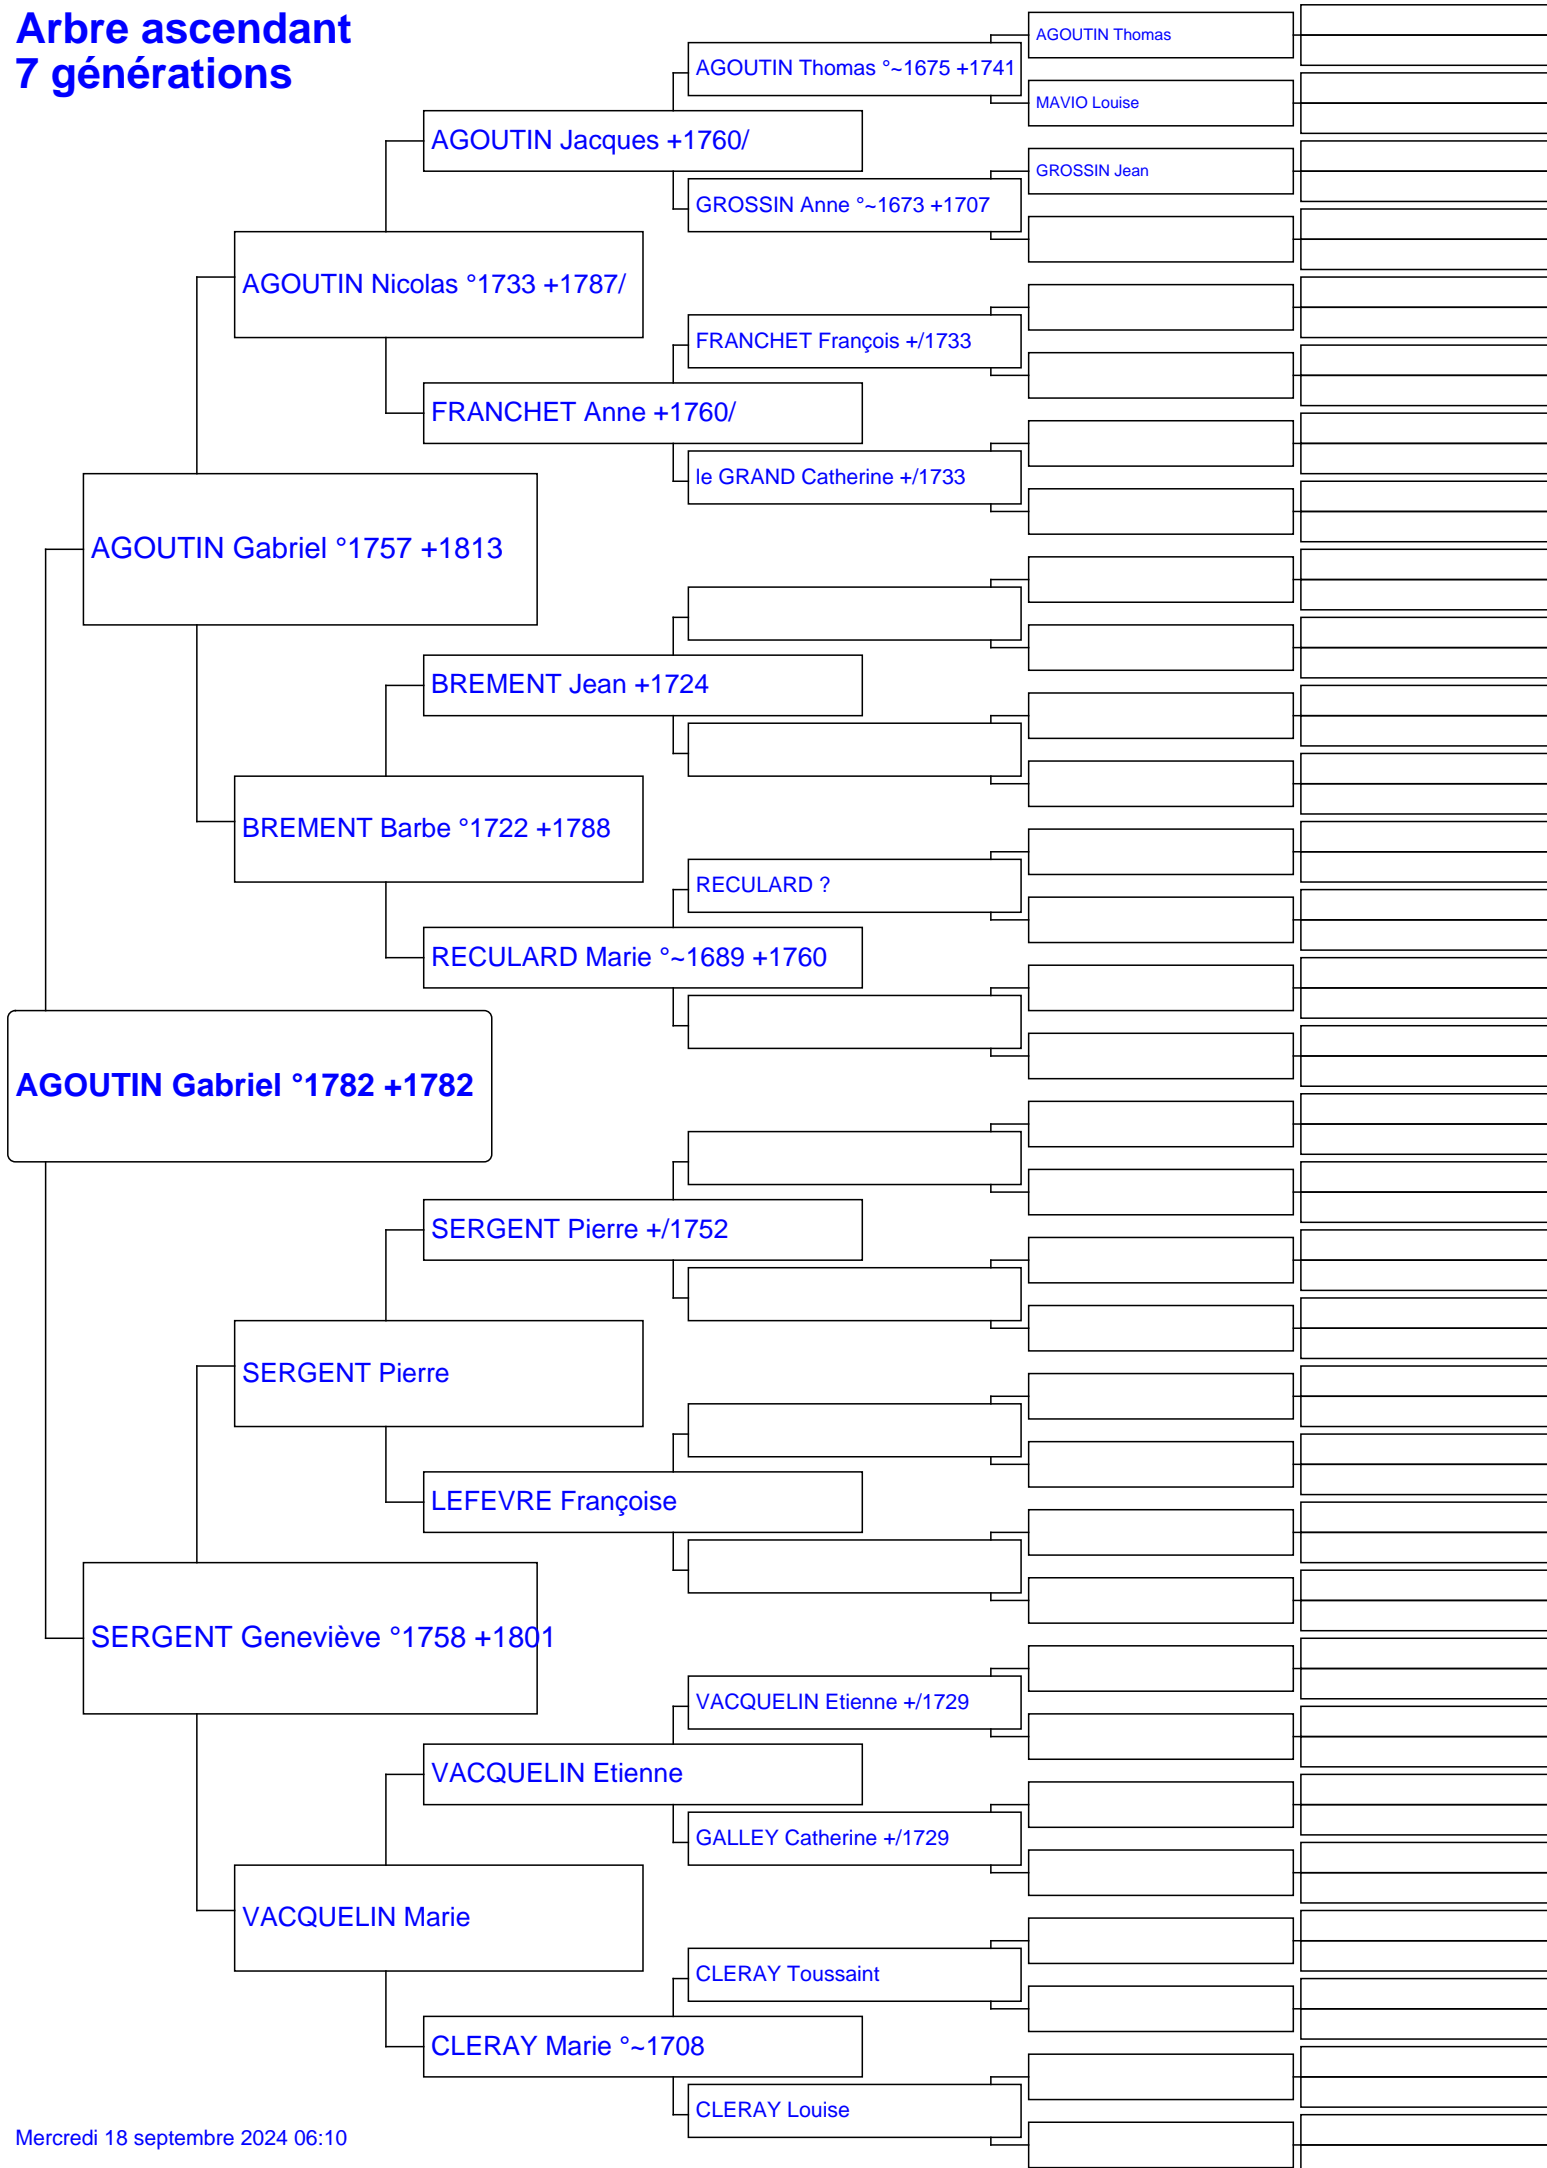 Arbre ascendant
7 générations
AGOUTIN Thomas
AGOUTIN Thomas °~1675 +1741
MAVIO Louise
AGOUTIN Jacques +1760/
GROSSIN Jean
GROSSIN Anne °~1673 +1707
AGOUTIN Nicolas °1733 +1787/
FRANCHET François +/1733
FRANCHET Anne +1760/
le GRAND Catherine +/1733
AGOUTIN Gabriel °1757 +1813
BREMENT Jean +1724
BREMENT Barbe °1722 +1788
RECULARD ?
RECULARD Marie °~1689 +1760
AGOUTIN Gabriel °1782 +1782
SERGENT Pierre +/1752
SERGENT Pierre
LEFEVRE Françoise
SERGENT Geneviève °1758 +1801
VACQUELIN Etienne +/1729
VACQUELIN Etienne
GALLEY Catherine +/1729
VACQUELIN Marie
CLERAY Toussaint
CLERAY Marie °~1708
CLERAY Louise
Mercredi 18 septembre 2024 06:10